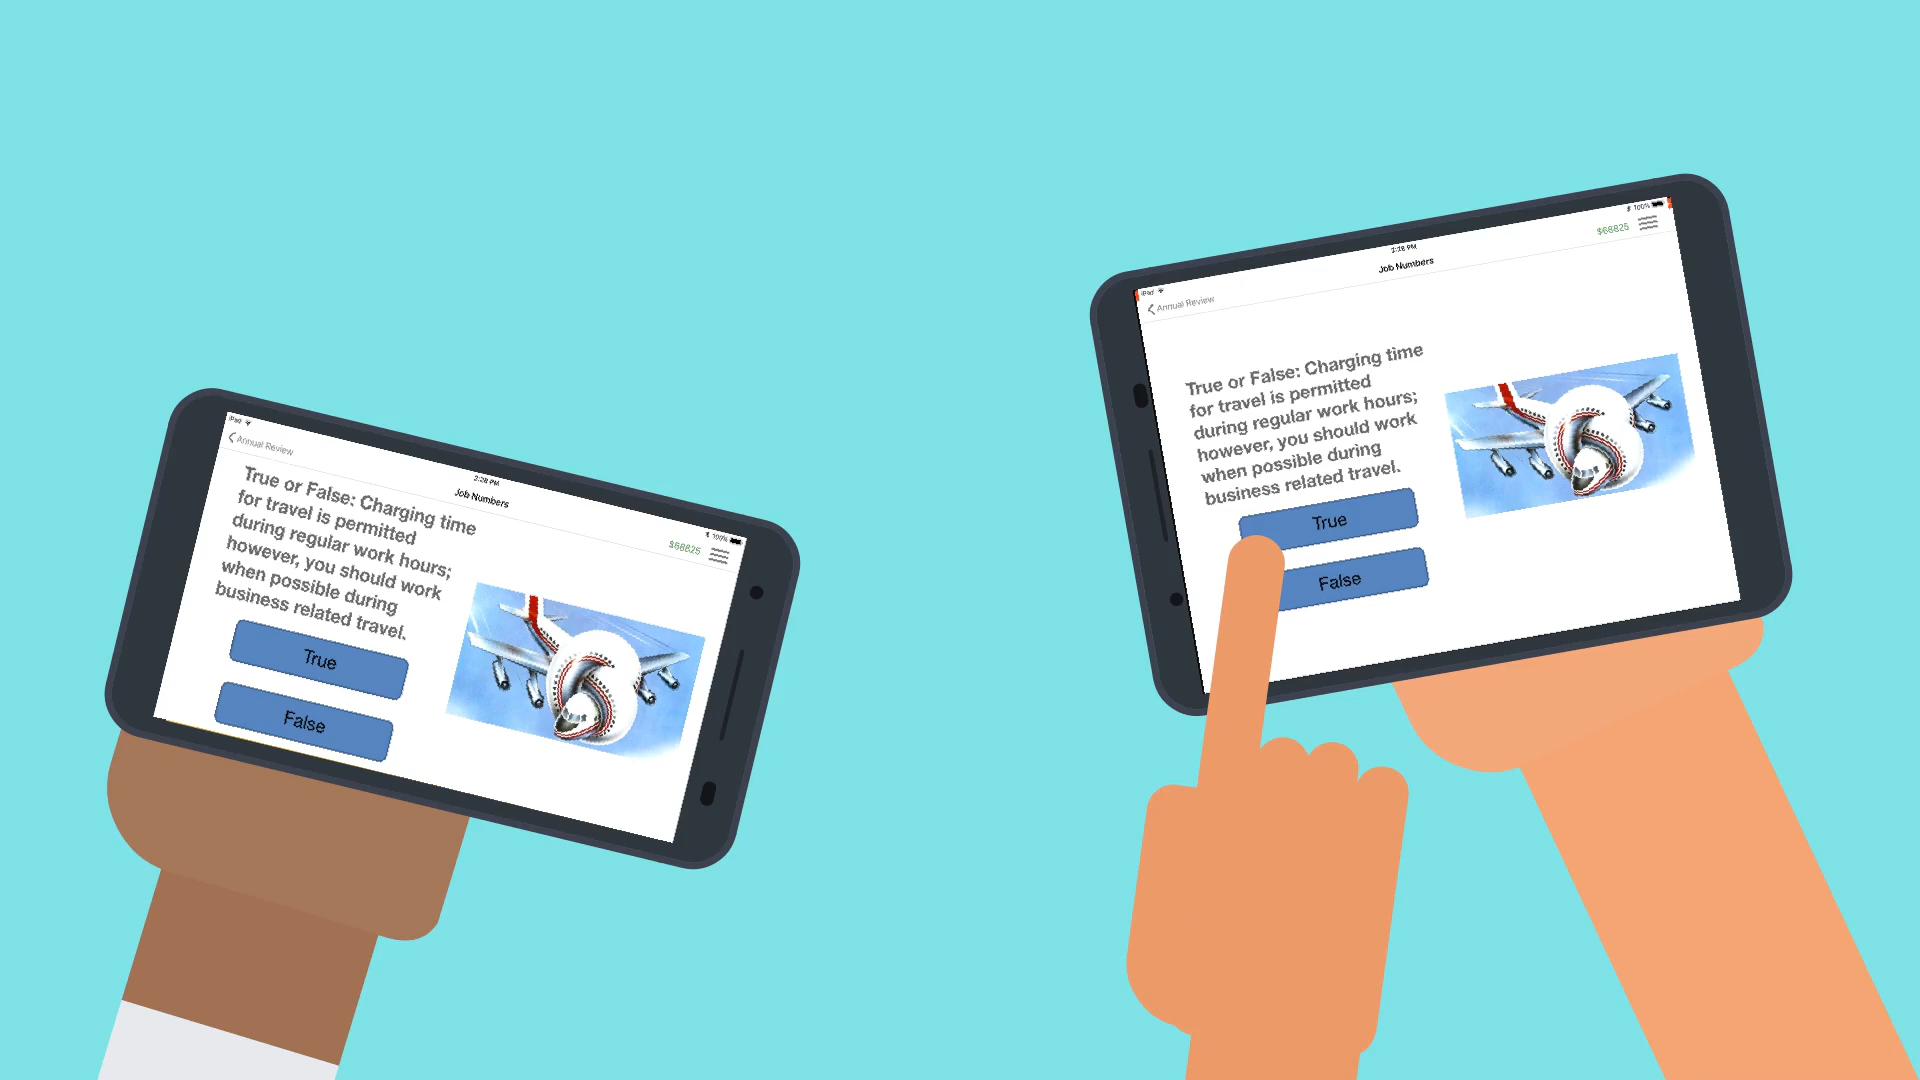 iPad
2:28 PM
100%
Annual Review
Job Numbers
$68825
True or False: Charging time
for travel is permitted
during regular work hours;
however, you should work
when possible during
business related travel.
True
False
iPad
2:28 PM
100%
Annual Review
Job Numbers
$68825
True or False: Charging time
for travel is permitted
during regular work hours;
however, you should work
when possible during
business related travel.
True
False